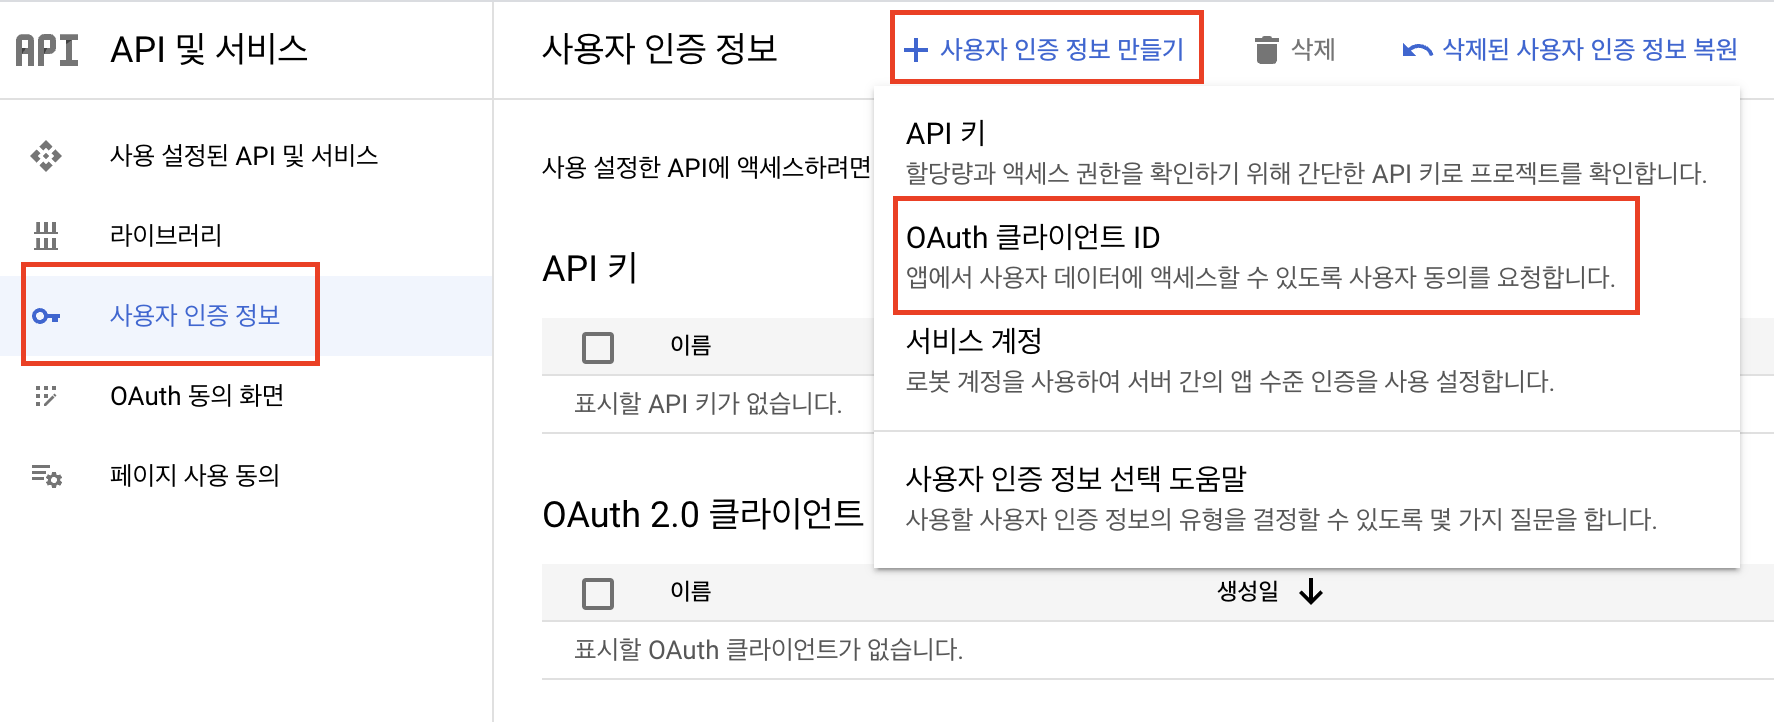 API API 및 서비스
사용 설정된 API 및 서비스
라이브러리
사용자 인증 정보
OAuth 동의 화면
페이지 사용 동의
사용자 인증 정보
+ 사용자 인증 정보 만들기
삭제
삭제된 사용자 인증 정보 복원
사용 설정한 API에 액세스하려면
API 키
이름
표시할 API 키가 없습니다.
OAuth 2.0 클라이언트
이름
생성일 ↓
표시할 OAuth 클라이언트가 없습니다.
API 키
할당량과 액세스 권한을 확인하기 위해 간단한 API 키로 프로젝트를 확인합니다.
OAuth 클라이언트 ID
앱에서 사용자 데이터에 액세스할 수 있도록 사용자 동의를 요청합니다.
서비스 계정
로봇 계정을 사용하여 서버 간의 앱 수준 인증을 사용 설정합니다.
사용자 인증 정보 선택 도움말
사용할 사용자 인증 정보의 유형을 결정할 수 있도록 몇 가지 질문을 합니다.